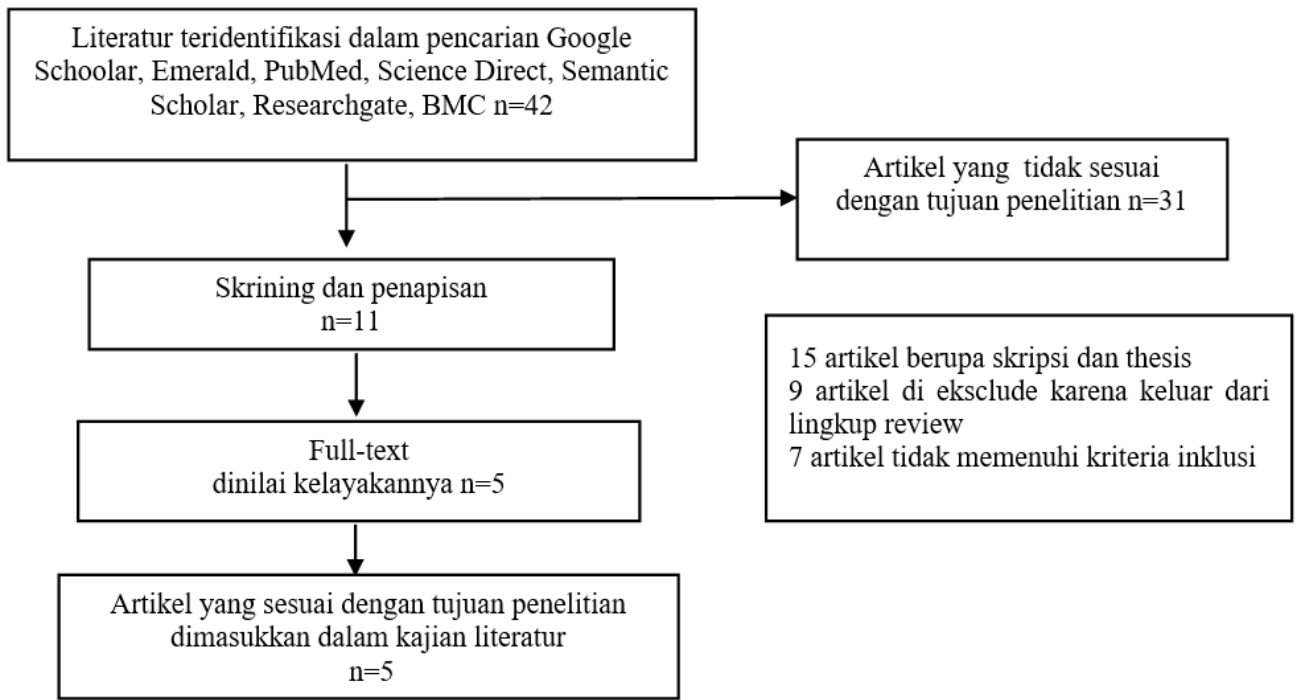 Literatur teridentifikasi dalam pencarian Google
Schoolar, Emerald, PubMed, Science Direct, Semantic
Scholar, Researchgate, BMC n=42
Artikel yang tidak sesuai
dengan tujuan penelitian n=31
Skrining dan penapisan
n=11
15 artikel berupa skripsi dan thesis
9 artikel di eksclude karena keluar dari
lingkup review
7 artikel tidak memenuhi kriteria inklusi
Full-text
dinilai kelayakannya n=5
Artikel yang sesuai dengan tujuan penelitian
dimasukkan dalam kajian literatur
n=5